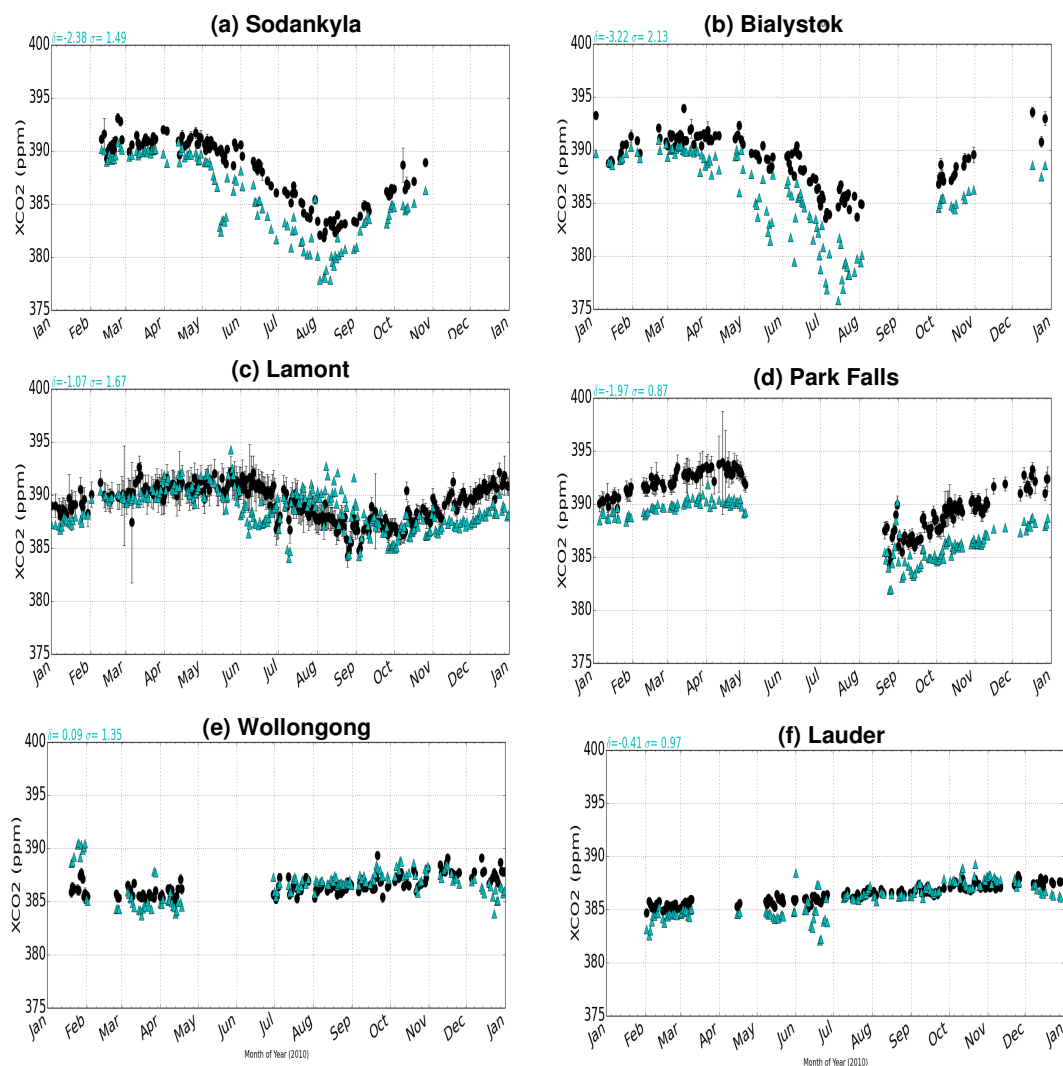 (a) Sodankyla
δ=-2.38 σ= 1.49
XCO2 (ppm)
400
395
390
385
380
375
Jan Feb Mar Apr May Jun Jul Aug Sep Oct Nov Dec Jan
(b) Bialystok
δ=-3.22 σ= 2.13
XCO2 (ppm)
400
395
390
385
380
375
Jan Feb Mar Apr May Jun Jul Aug Sep Oct Nov Dec Jan
(c) Lamont
δ=-1.07 σ= 1.67
XCO2 (ppm)
400
395
390
385
380
375
Jan Feb Mar Apr May Jun Jul Aug Sep Oct Nov Dec Jan
(d) Park Falls
δ=-1.97 σ= 0.87
XCO2 (ppm)
400
395
390
385
380
375
Jan Feb Mar Apr May Jun Jul Aug Sep Oct Nov Dec Jan
(e) Wollongong
δ= 0.09 σ= 1.35
XCO2 (ppm)
400
395
390
385
380
375
Jan Feb Mar Apr May Jun Jul Aug Sep Oct Nov Dec Jan
Month of Year (2010)
(f) Lauder
δ=-0.41 σ= 0.97
XCO2 (ppm)
400
395
390
385
380
375
Jan Feb Mar Apr May Jun Jul Aug Sep Oct Nov Dec Jan
Month of Year (2010)